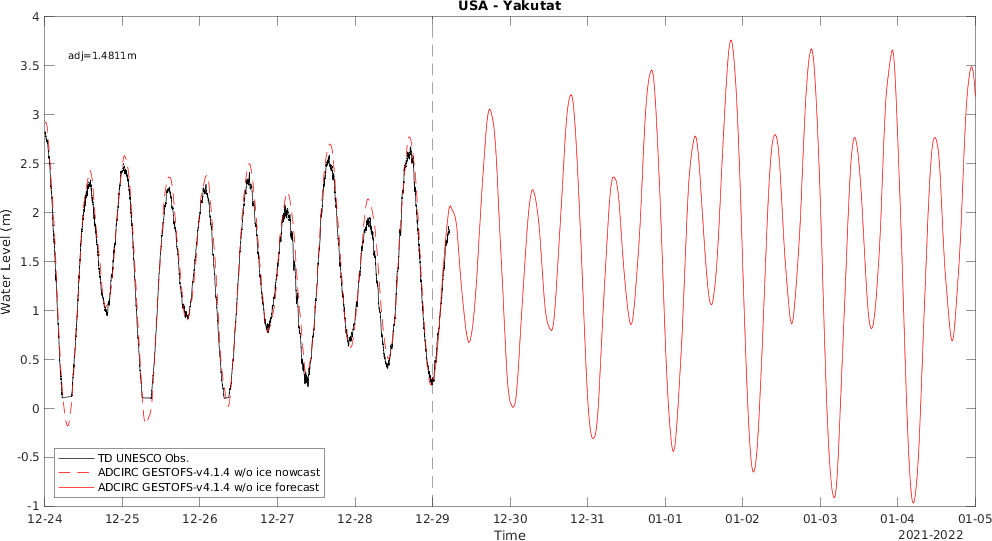 USA - Yakutat
4
3.5
3
2.5
2
1.5
1
0.5
0
-0.5
-1
Water Level (m)
adj=1.4811m
TD UNESCO Obs.
ADCIRC GESTOFS-v4.1.4 w/o ice nowcast
ADCIRC GESTOFS-v4.1.4 w/o ice forecast
12-24 12-25 12-26 12-27 12-28 12-29 12-30 12-31 01-01 01-02 01-03 01-04 01-05
Time
2021-2022